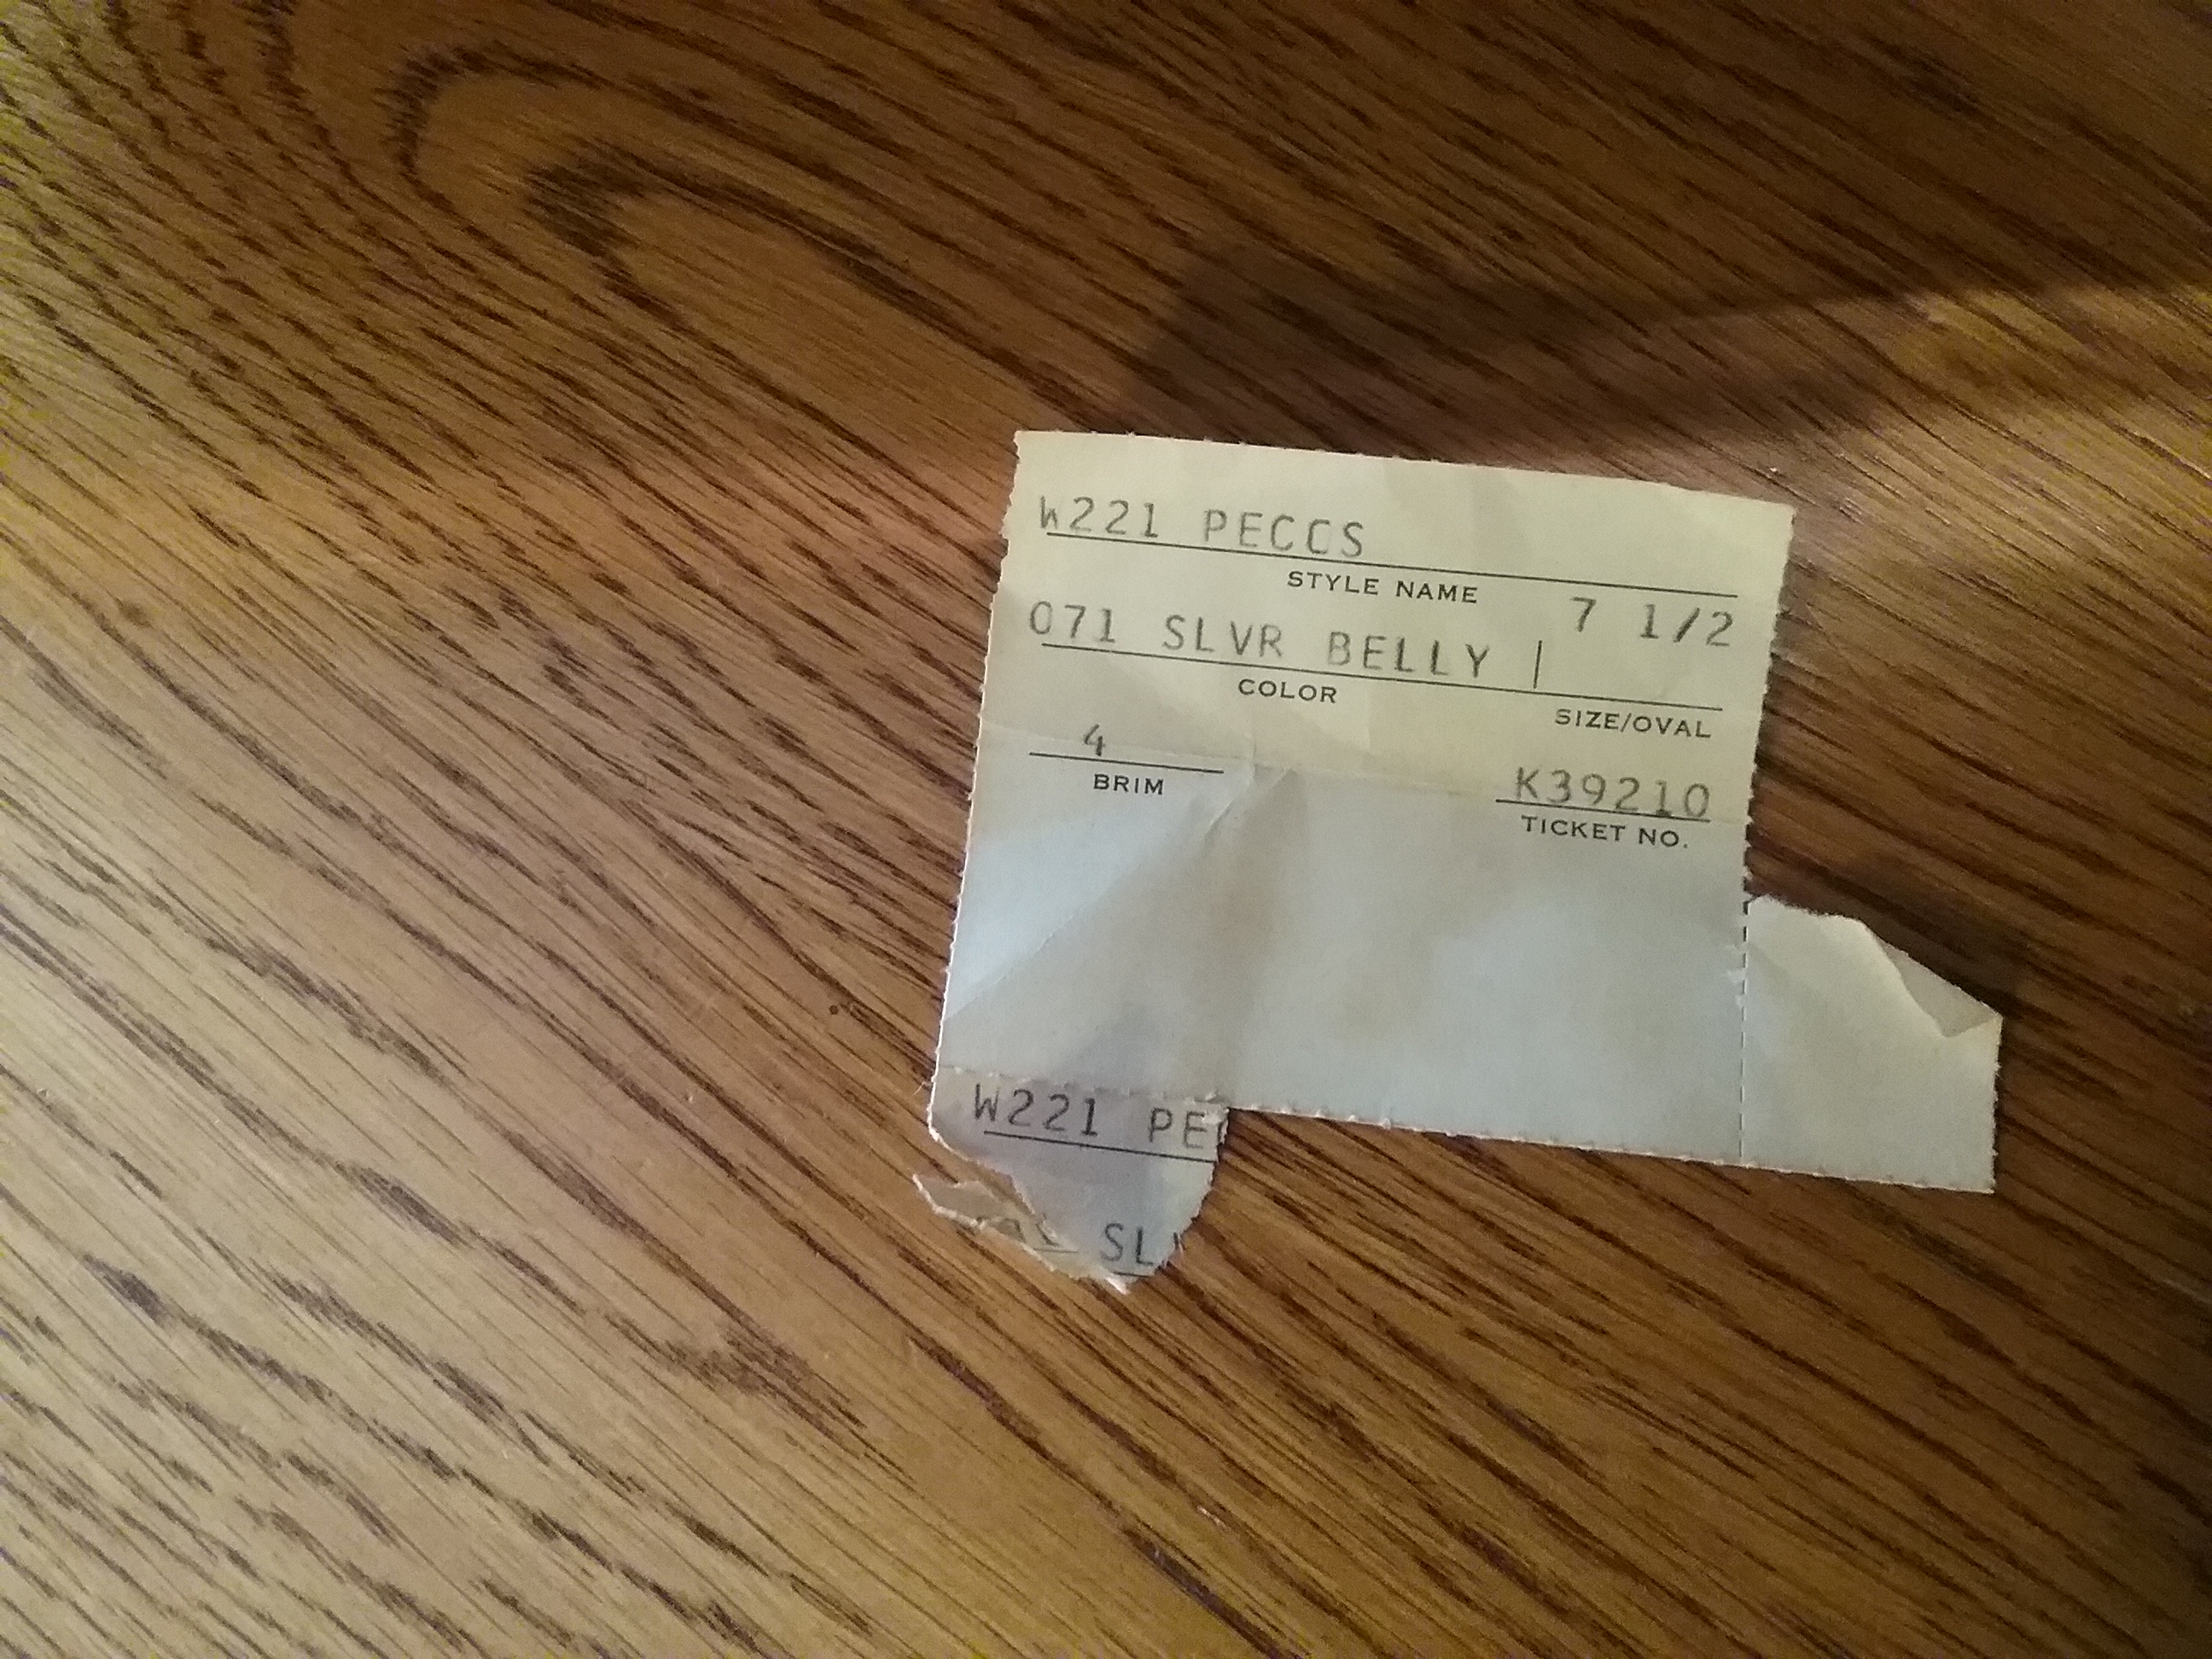 W221 PECOS
STYLE NAME
071 SLVR BELLY | 7 1/2
COLOR SIZE/OVAL
4 K39210
BRIM TICKET NO.
W221 PE
SL